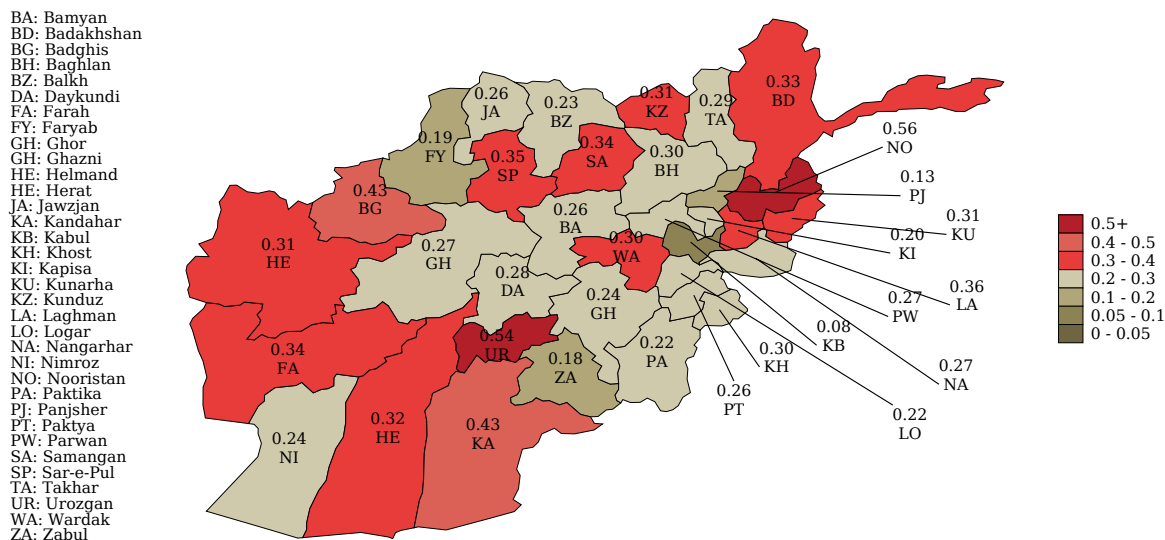 BA: Bamyan
BD: Badakhshan
BG: Badghis
BH: Baghlan
BZ: Balkh
DA: Daykundi
FA: Farah
FY: Faryab
GH: Ghor
GH: Ghazni
HE: Helmand
HE: Herat
JA: Jawzjan
KA: Kandahar
KB: Kabul
KH: Khost
KI: Kapisa
KU: Kunarha
KZ: Kunduz
LA: Laghman
LO: Logar
NA: Nangarhar
NI: Nimroz
NO: Nooristan
PA: Paktika
PJ: Panjsher
PT: Paktya
PW: Parwan
SA: Samangan
SP: Sar-e-Pul
TA: Takhar
UR: Urozgan
WA: Wardak
ZA: Zabul
0.33
BD
0.26
JA
0.23
BZ
0.31
KZ
0.29
TA
0.56
NO
0.19
FY
0.35
SP
0.34
SA
0.30
BH
0.13
PJ
0.43
BG
0.31
KU
0.26
BA
0.20
KI
0.31
HE
0.27
GH
0.30
WA
0.28
DA
0.24
GH
0.36
LA
0.27
PW
0.08
KB
0.34
FA
0.54
UR
0.18
ZA
0.22
PA
0.30
KH
0.27
NA
0.26
PT
0.22
LO
0.24
NI
0.32
HE
0.43
KA
0.5+
0.4 - 0.5
0.3 - 0.4
0.2 - 0.3
0.1 - 0.2
0.05 - 0.1
0 - 0.05